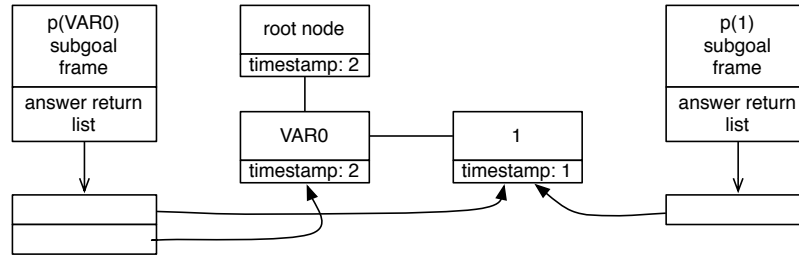 p(VAR0)
subgoal
frame
answer return
list
root node
timestamp: 2
VAR0
timestamp: 2
1
timestamp: 1
p(1)
subgoal
frame
answer return
list